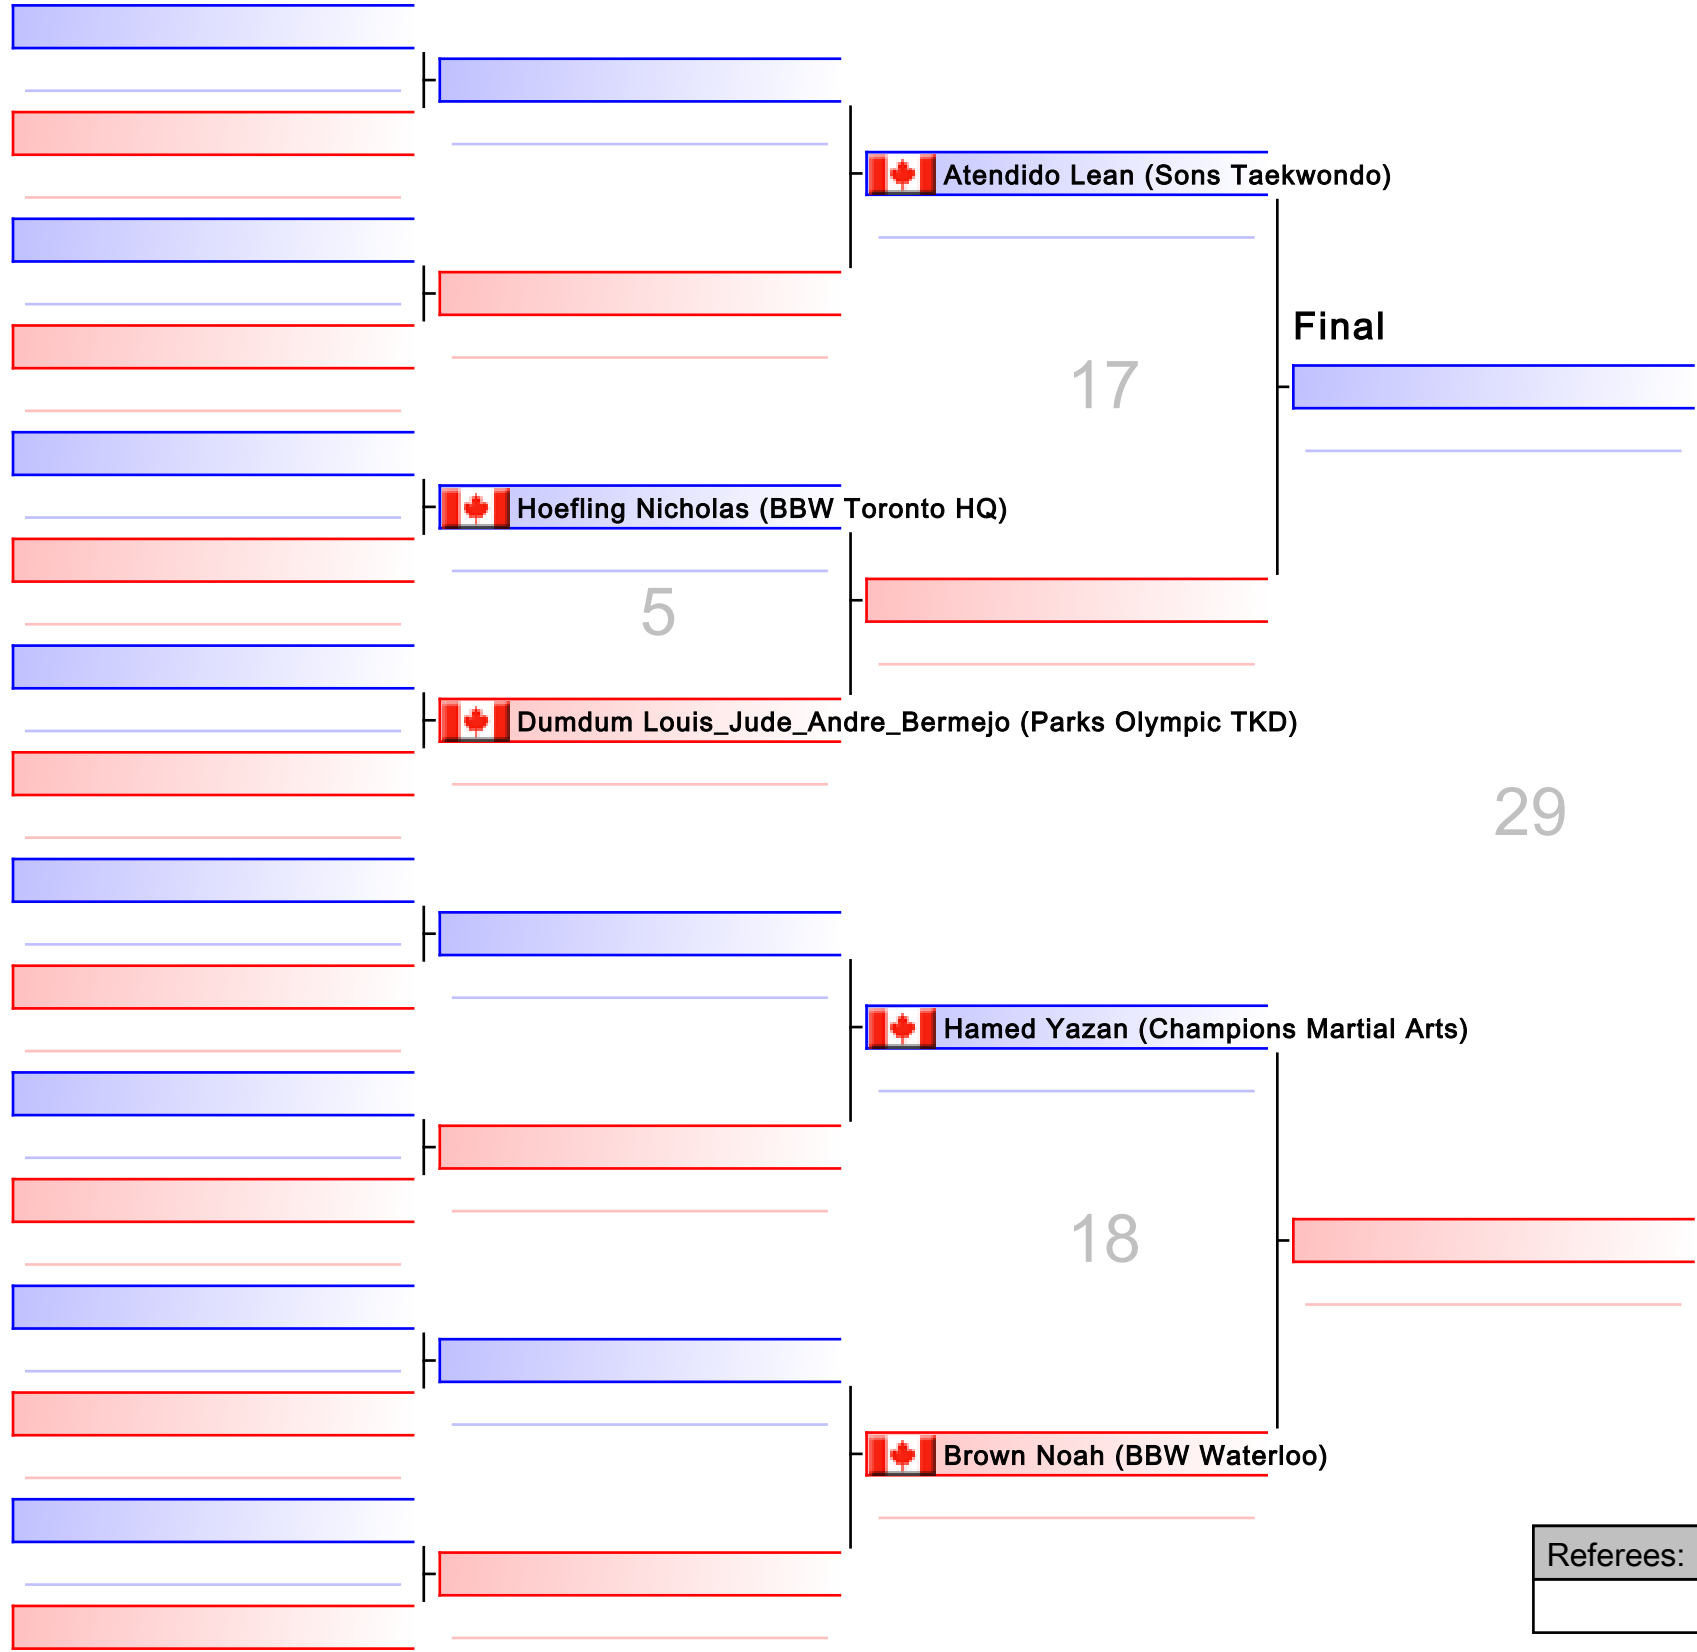 Atendido Lean (Sons Taekwondo)
Final
17
Hoefling Nicholas (BBW Toronto HQ)
5
Dumdum Louis_Jude_Andre_Bermejo (Parks Olympic TKD)
29
Hamed Yazan (Champions Martial Arts)
18
Brown Noah (BBW Waterloo)
Referees: